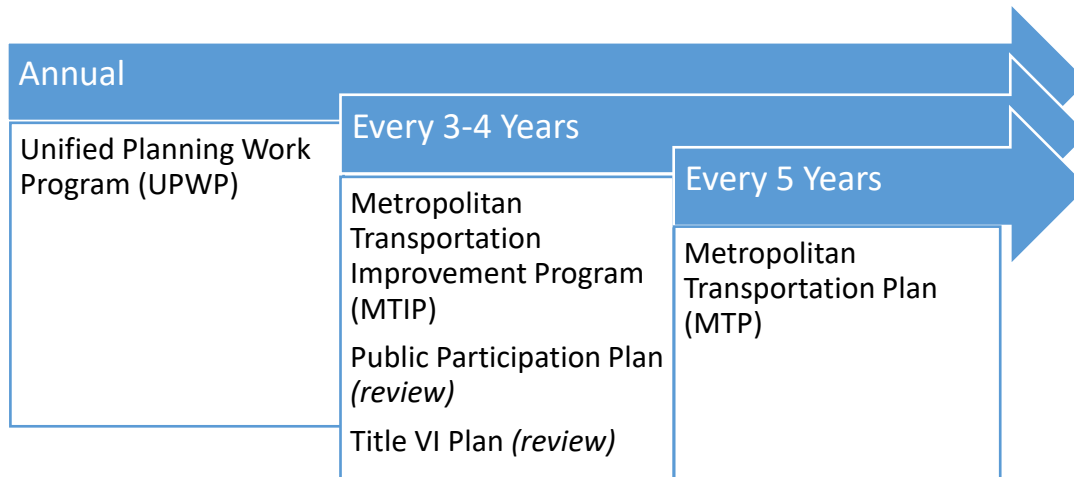 Annual
Unified Planning Work
Program (UPWP)
Every 3-4 Years
Metropolitan
Transportation
Improvement Program
(MTIP)
Public Participation Plan
(review)
Title VI Plan (review)
Every 5 Years
Metropolitan
Transportation Plan
(MTP)